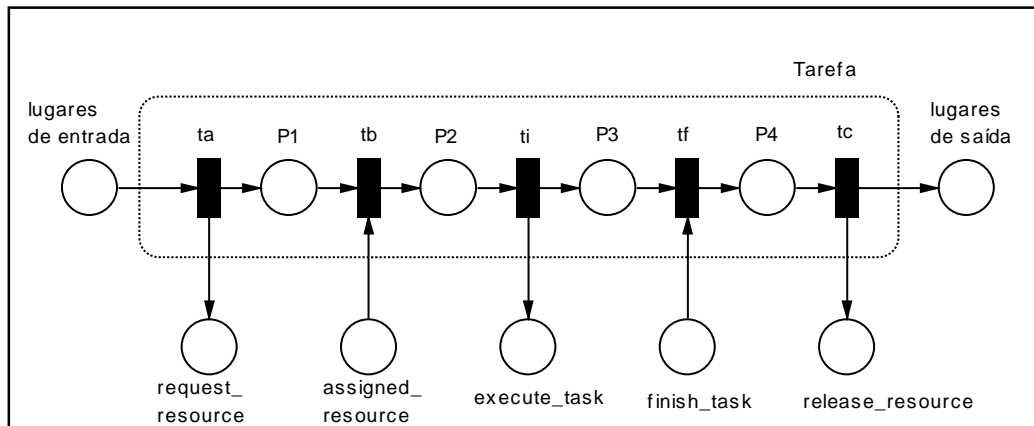 Tarefa
lugares
de entrada
lugares
de saída
ta
P1
tb
P2
ti
P3
tf
P4
tc
request_
resource
assigned_
resource
execute_task
finish_task
release_resource